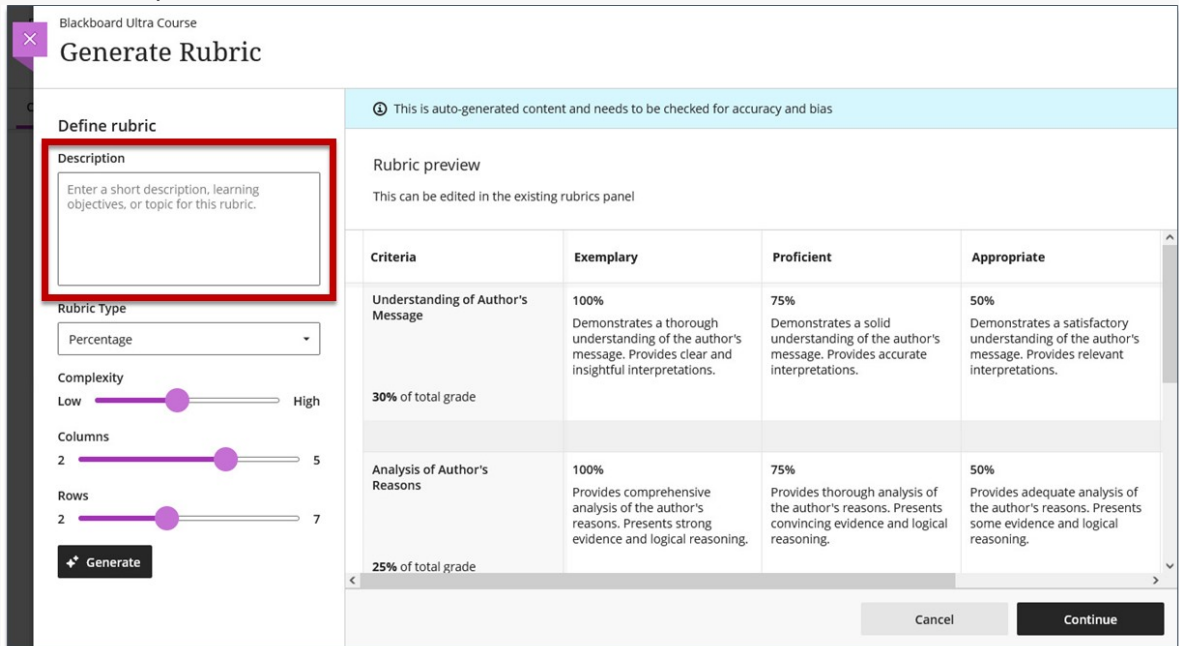 Blackboard Ultra Course
Generate Rubric
Define rubric
Description
Enter a short description, learning
objectives, or topic for this rubric.
Rubric Type
Percentage
Complexity
Low High
Columns
2 5
Rows
2 7
Generate
This is auto-generated content and needs to be checked for accuracy and bias
Rubric preview
This can be edited in the existing rubrics panel
Criteria Exemplary Proficient Appropriate
Understanding of Author's
Message
30% of total grade
100%
Demonstrates a thorough
understanding of the author's
message. Provides clear and
insightful interpretations.
75%
Demonstrates a solid
understanding of the author's
message. Provides accurate
interpretations.
50%
Demonstrates a satisfactory
understanding of the author's
message. Provides relevant
interpretations.
Analysis of Author's
Reasons
25% of total grade
100%
Provides comprehensive
analysis of the author's
reasons. Presents strong
evidence and logical reasoning.
75%
Provides thorough analysis of
the author's reasons. Presents
convincing evidence and logical
reasoning.
50%
Provides adequate analysis of
the author's reasons. Presents
some evidence and logical
reasoning.
Cancel Continue